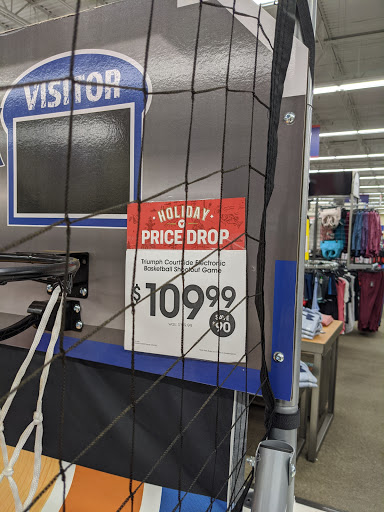 VISITOR
HOLIDAY
PRICE DROP
Triumph Courtside Electronic
Basketball Shootout Game
$109.99
SAVE
$90